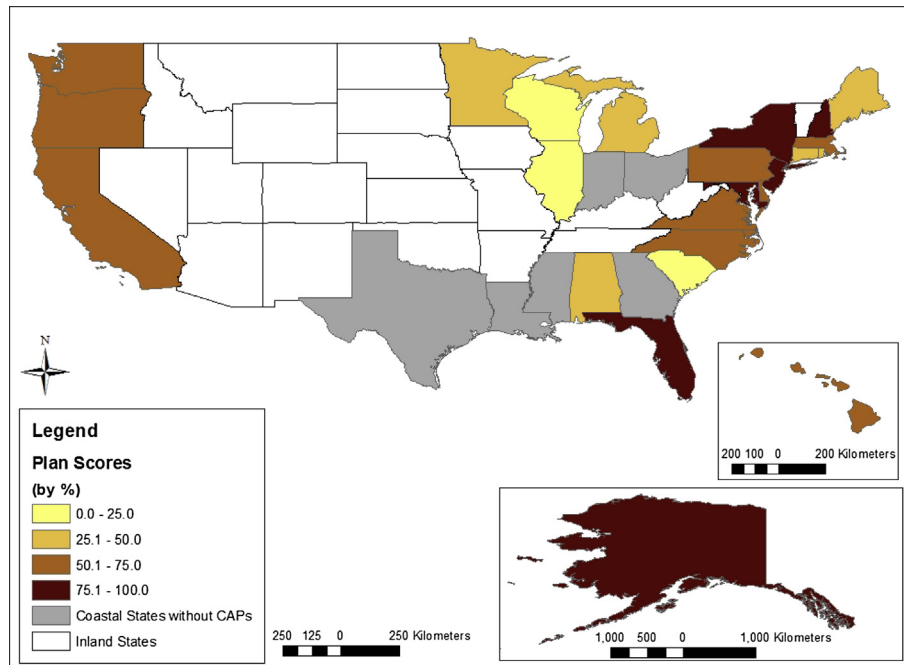 N
200 100 0 200 Kilometers
Legend
Plan Scores
(by %)
0.0 - 25.0
25.1 - 50.0
50.1 - 75.0
75.1 - 100.0
Coastal States without CAPs
Inland States
250 125 0 250 Kilometers
1,000 500 0 1,000 Kilometers